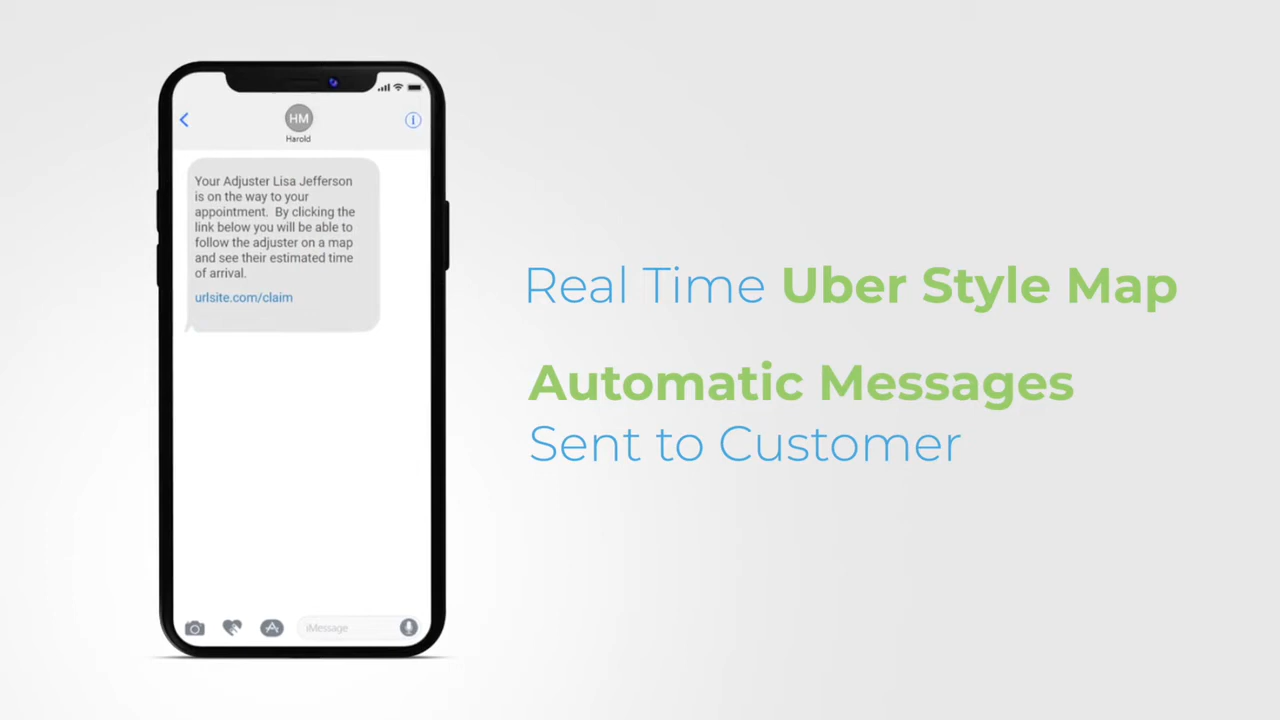 HM
Harold
Your Adjuster Lisa Jefferson
is on the way to your
appointment.  By clicking the
link below you will be able to
follow the adjuster on a map
and see their estimated time
of arrival.
urlsite.com/claim
iMessage
Real Time Uber Style Map
Automatic Messages
Sent to Customer